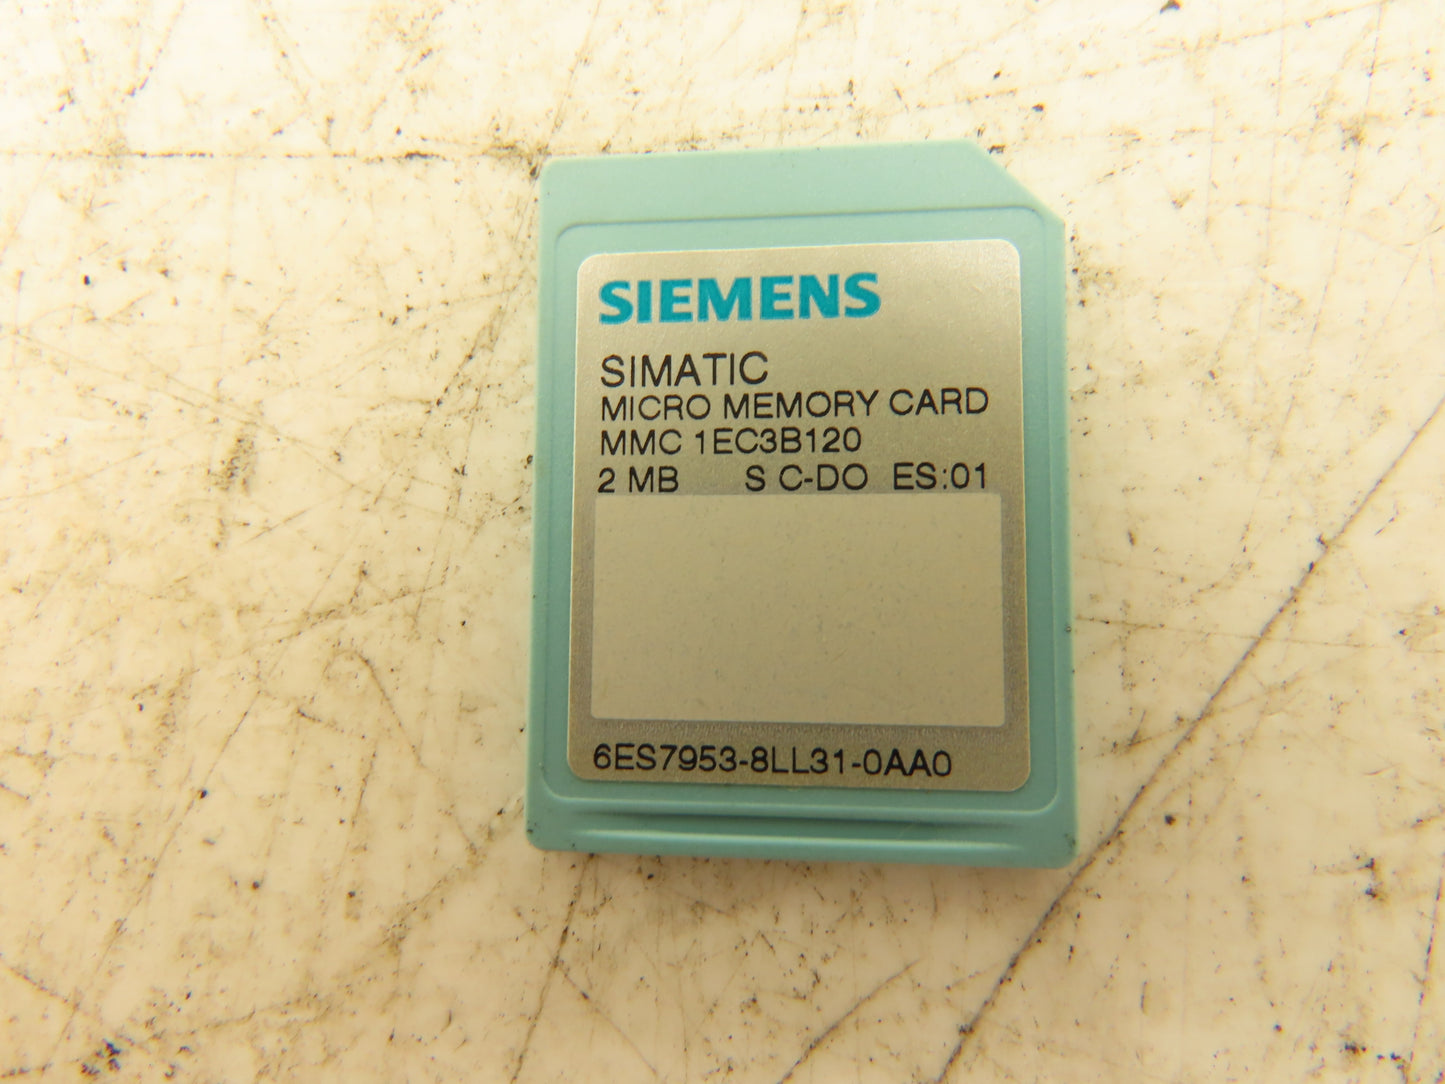 SIEMENS
SIMATIC
MICRO MEMORY CARD
MMC 1EC3B120
2 MB S C-DO ES:01
6ES7953-8LL31-0AA0